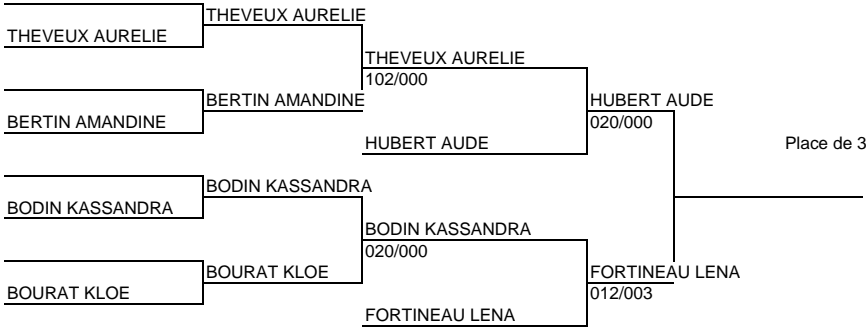 THEVEUX AURELIE
THEVEUX AURELIE
THEVEUX AURELIE
102/000
BERTIN AMANDINE
HUBERT AUDE
020/000
BERTIN AMANDINE
HUBERT AUDE
Place de 3
BODIN KASSANDRA
BODIN KASSANDRA
BODIN KASSANDRA
020/000
BOURAT KLOE
FORTINEAU LENA
012/003
BOURAT KLOE
FORTINEAU LENA